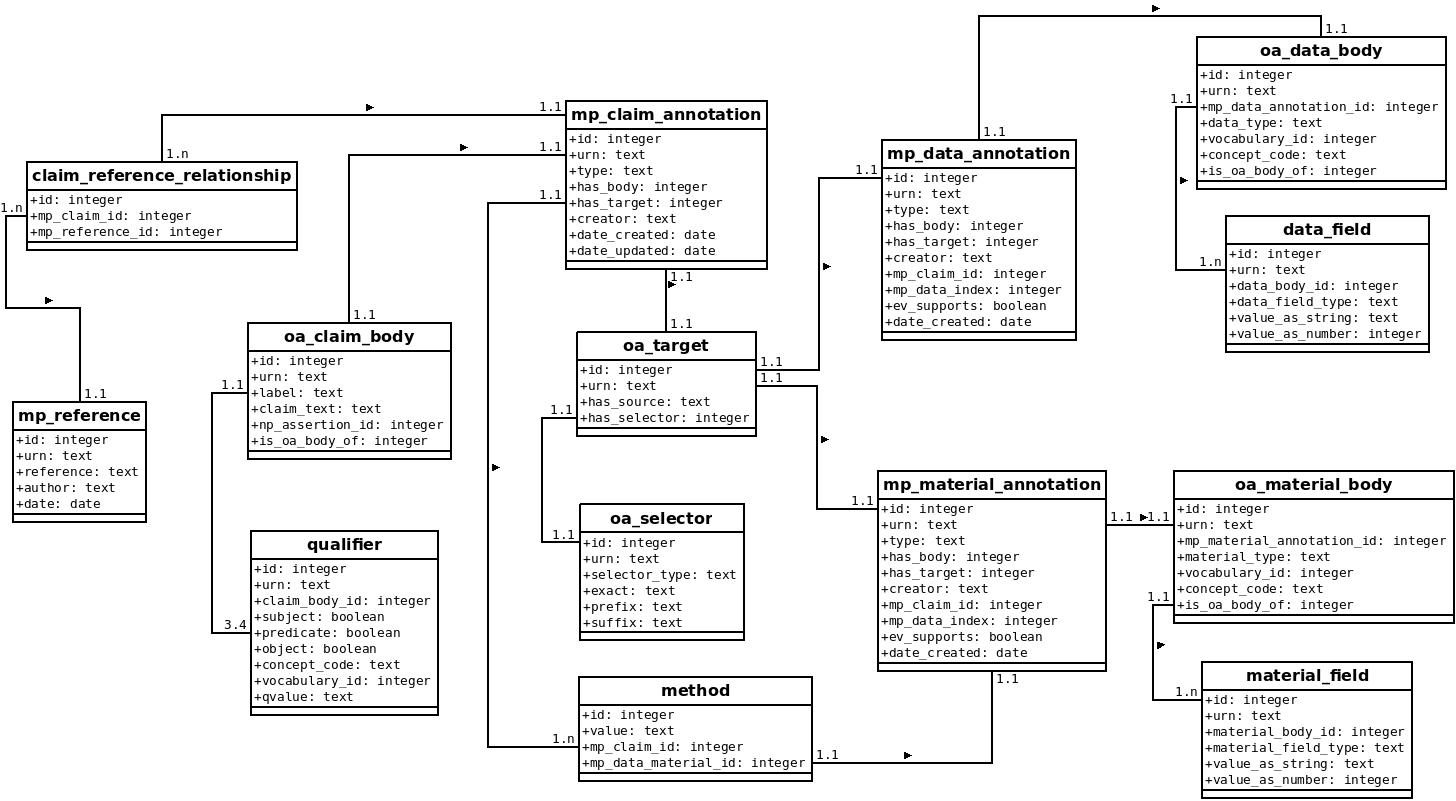 1.1
oa_data_body
+id: integer
+urn: text
+mp_data_annotation_id: integer
+data_type: text
+vocabulary_id: integer
+concept_code: text
+is_oa_body_of: integer
1.1
1.1
mp_claim_annotation
+id: integer
+urn: text
+type: text
+has_body: integer
+has_target: integer
+creator: text
+date_created: date
+date_updated: date
1.1
1.1
1.1
1.1
1.n
claim_reference_relationship
+id: integer
+mp_claim_id: integer
+mp_reference_id: integer
1.n
1.1
mp_data_annotation
+id: integer
+urn: text
+type: text
+has_body: integer
+has_target: integer
+creator: text
+mp_claim_id: integer
+mp_data_index: integer
+ev_supports: boolean
+date_created: date
1.1
data_field
+id: integer
+urn: text
+data_body_id: integer
+data_field_type: text
+value_as_string: text
+value_as_number: integer
1.n
1.1
oa_claim_body
+id: integer
+urn: text
+label: text
+claim_text: text
+np_assertion_id: integer
+is_oa_body_of: integer
1.1
1.1
oa_target
+id: integer
+urn: text
+has_source: text
+has_selector: integer
1.1
1.1
1.1
1.1
mp_reference
+id: integer
+urn: text
+reference: text
+author: text
+date: date
mp_material_annotation
+id: integer
+urn: text
+type: text
+has_body: integer
+has_target: integer
+creator: text
+mp_claim_id: integer
+mp_data_index: integer
+ev_supports: boolean
+date_created: date
1.1
1.1
1.1
1.1
oa_material_body
+id: integer
+urn: text
+mp_material_annotation_id: integer
+material_type: text
+vocabulary_id: integer
+concept_code: text
+is_oa_body_of: integer
1.1
oa_selector
+id: integer
+urn: text
+selector_type: text
+exact: text
+prefix: text
+suffix: text
1.1
qualifier
+id: integer
+urn: text
+claim_body_id: integer
+subject: boolean
+predicate: boolean
+object: boolean
+concept_code: text
+vocabulary_id: integer
+qvalue: text
3.4
method
+id: integer
+value: text
+mp_claim_id: integer
+mp_data_material_id: integer
1.n
1.1
material_field
+id: integer
+urn: text
+material_body_id: integer
+material_field_type: text
+value_as_string: text
+value_as_number: integer
1.n